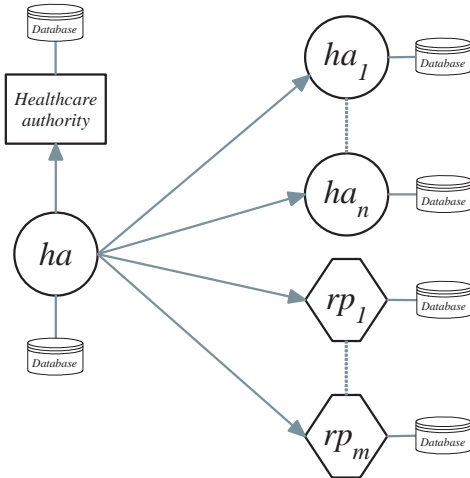 Database
Healthcare
authority
ha
Database
ha1
Database
han
Database
rp1
Database
rpm
Database